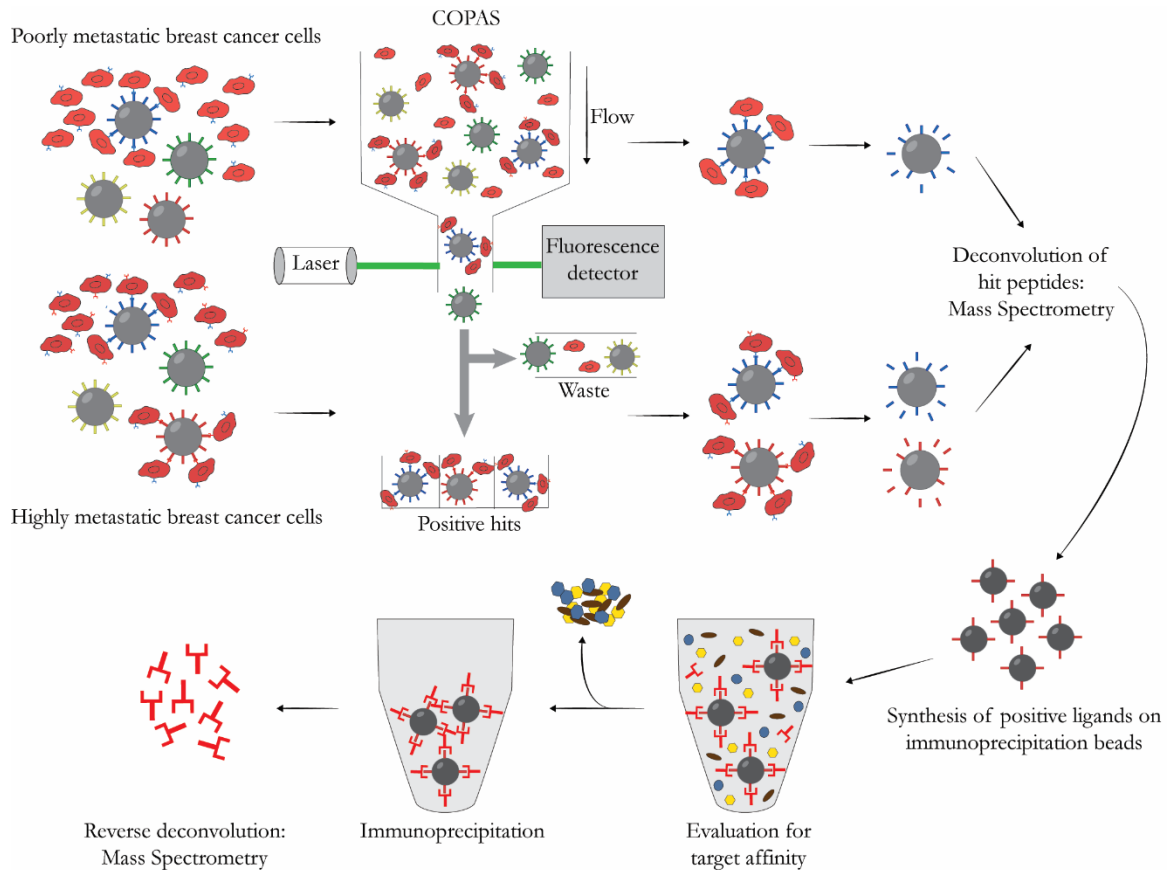 COPAS
Poorly metastatic breast cancer cells
Flow
Laser
Fluorescence
detector
Deconvolution of
hit peptides:
Mass Spectrometry
Waste
Highly metastatic breast cancer cells
Positive hits
Synthesis of positive ligands on
immunoprecipitation beads
Reverse deconvolution:
Mass Spectrometry
Immunoprecipitation
Evaluation for
target affinity